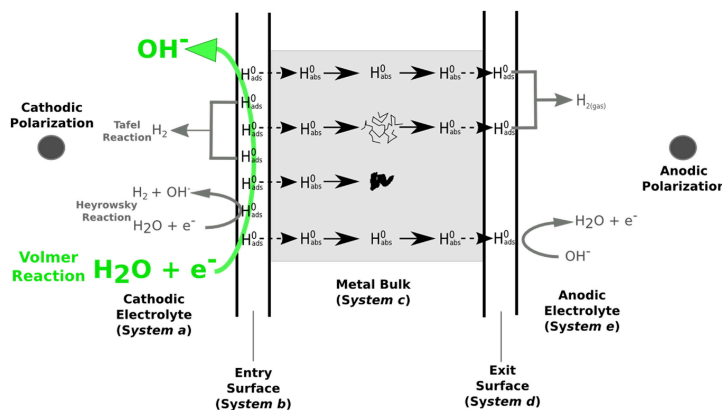 OH-
Cathodic
Polarization
Tafel
Reaction
H2
H2 + OH-
Heyrowsky
Reaction
H2O + e-
Volmer
Reaction
H2O + e-
Cathodic
Electrolyte
(System a)
H0ads H0abs H0abs H0abs H0ads
H0ads
H0ads H0abs H0abs H0ads
H0ads
H0ads H0abs
H0ads
H0ads H0abs H0abs H0abs H0ads
Metal Bulk
(System c)
Entry
Surface
(System b)
Exit
Surface
(System d)
H2(gas)
Anodic
Polarization
H2O + e-
OH-
Anodic
Electrolyte
(System e)